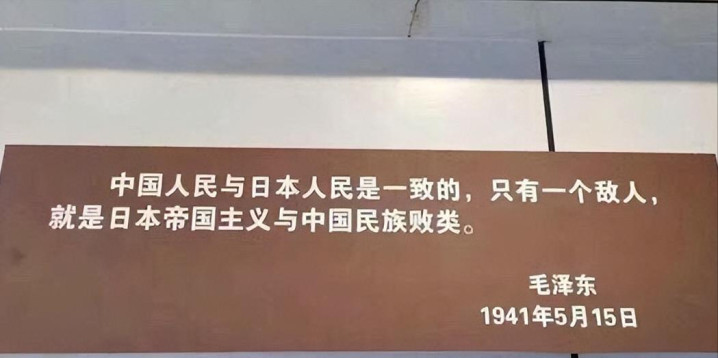 中国人民与日本人民是一致的，只有一个敌人，
就是日本帝国主义与中国民族败类。
毛泽东
1941年5月15日